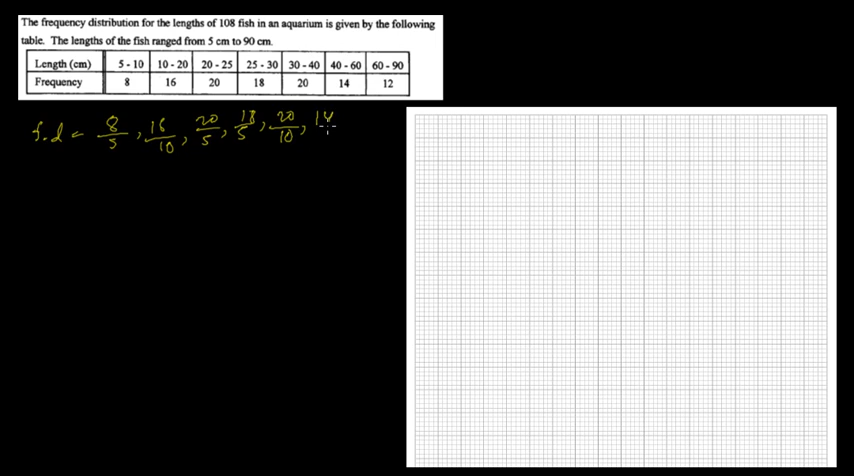 The frequency distribution for the lengths of 108 fish in an aquarium is given by the following
table. The lengths of the fish ranged from 5 cm to 90 cm.
Length (cm) 5 - 10 10 - 20 20 - 25 25 - 30 30 - 40 40 - 60 60 - 90
Frequency 8 16 20 18 20 14 12
f.d = 8/5, 16/10, 20/5, 18/5, 20/10, 14